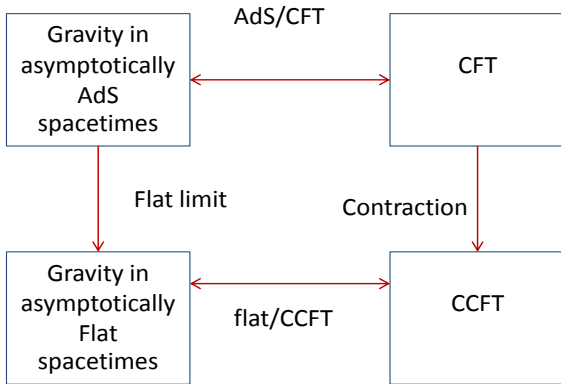 AdS/CFT
Gravity in
asymptotically
AdS
spacetimes
CFT
Flat limit
Contraction
Gravity in
asymptotically
Flat
spacetimes
flat/CCFT
CCFT